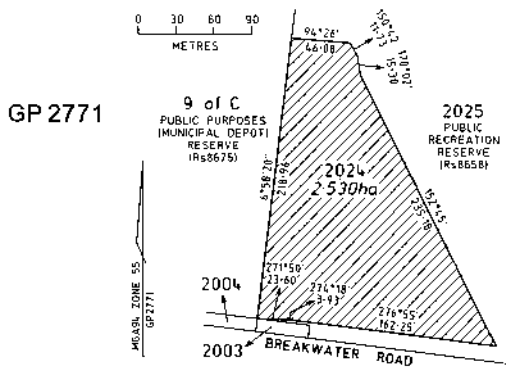 0 30 60 90
METRES
GP 2771
9 of C
PUBLIC PURPOSES
(MUNICIPAL DEPOT)
RESERVE
(Rs8675)
94°26'
46·08
150°42'
11·73
170°02'
15·30
2025
PUBLIC
RECREATION
RESERVE
(Rs8658)
6°58'20"
218·96
2024
2·530ha
152°45'
235·18
MGA94 ZONE 55
GP2771
271°50'
23·60
274°18'
3·93
276°55'
162·25
2004
2003
BREAKWATER ROAD